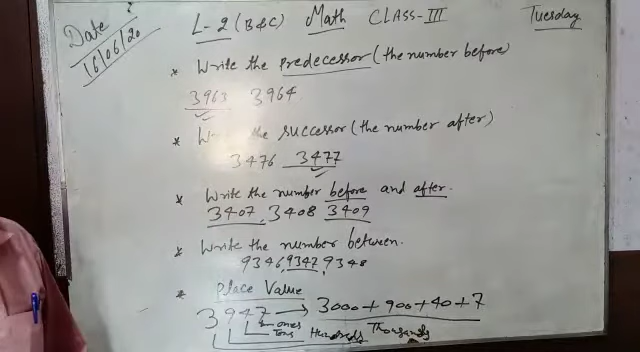 Date :
16/06/20
L-2 (B&C) Math CLASS-III Tuesday
* Write the predecessor (the number before)
3963 3964
* the successor (the number after)
3476 3477
* Write the number before and after.
3407, 3408 3409
* Write the number between.
9346, 9347, 9348
* Place Value
3947 → 3000 + 900 + 40 + 7
ones
Tens Hundreds Thousands